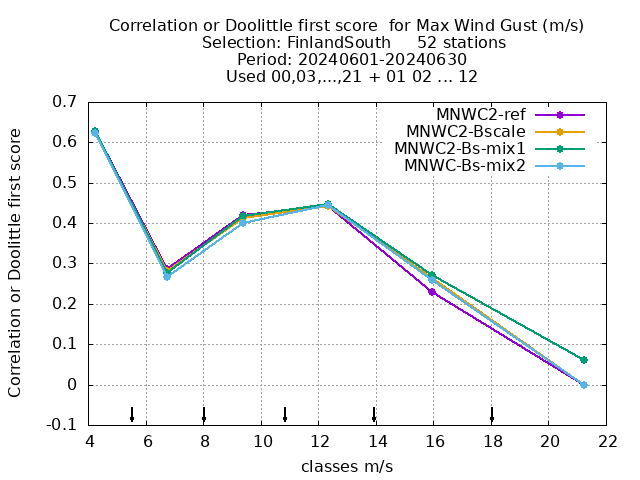 Correlation or Doolittle first score  for Max Wind Gust (m/s)
Selection: FinlandSouth     52 stations
Period: 20240601-20240630
Used 00,03,...,21 + 01 02 ... 12
MNWC2-ref
MNWC2-Bscale
MNWC2-Bs-mix1
MNWC-Bs-mix2
Correlation or Doolittle first score
0.7
0.6
0.5
0.4
0.3
0.2
0.1
0
-0.1
4 6 8 10 12 14 16 18 20 22
classes m/s